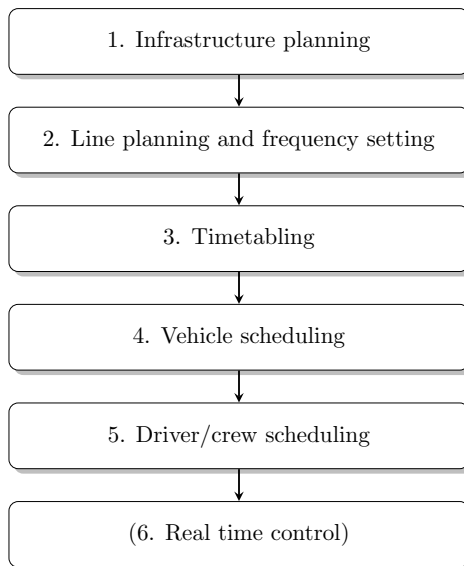 1. Infrastructure planning
2. Line planning and frequency setting
3. Timetabling
4. Vehicle scheduling
5. Driver/crew scheduling
(6. Real time control)